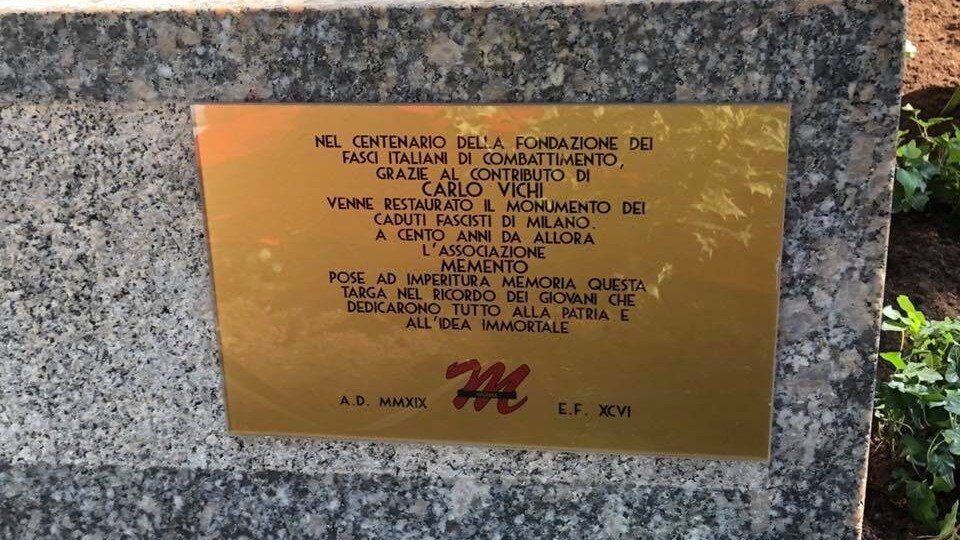 NEL CENTENARIO DELLA FONDAZIONE DEI
FASCI ITALIANI DI COMBATTIMENTO,
GRAZIE AL CONTRIBUTO DI
CARLO VICHI
VENNE RESTAURATO IL MONUMENTO DEI
CADUTI FASCISTI DI MILANO.
A CENTO ANNI DA ALLORA
L'ASSOCIAZIONE
MEMENTO
POSE AD IMPERITURA MEMORIA QUESTA
TARGA NEL RICORDO DEI GIOVANI CHE
DEDICARONO TUTTO ALLA PATRIA E
ALL'IDEA IMMORTALE
A.D. MMXIX M E.F. XCVI